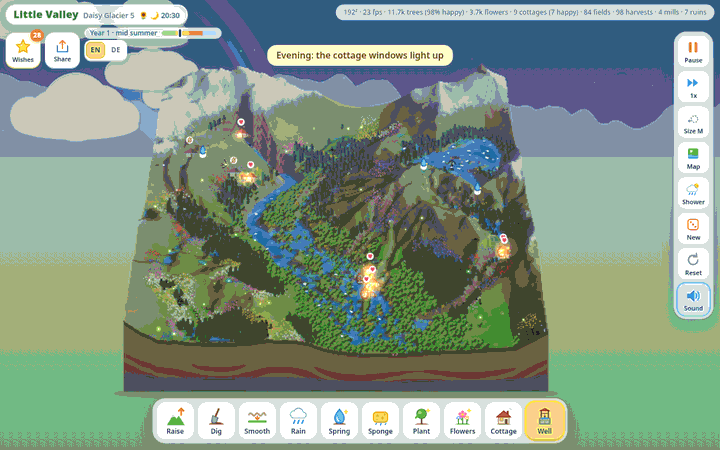 Little Valley Daisy Glacier 5 20:30
192² · 23 fps · 11.7k trees (98% happy) · 3.7k flowers · 9 cottages (7 happy) · 84 fields · 98 harvests · 4 mills · 7 ruins
Year 1 · mid summer
28
Wishes
Share
EN DE
Evening: the cottage windows light up
Pause
1x
Size M
Map
Shower
New
Reset
Sound
Raise Dig Smooth Rain Spring Sponge Plant Flowers Cottage Well